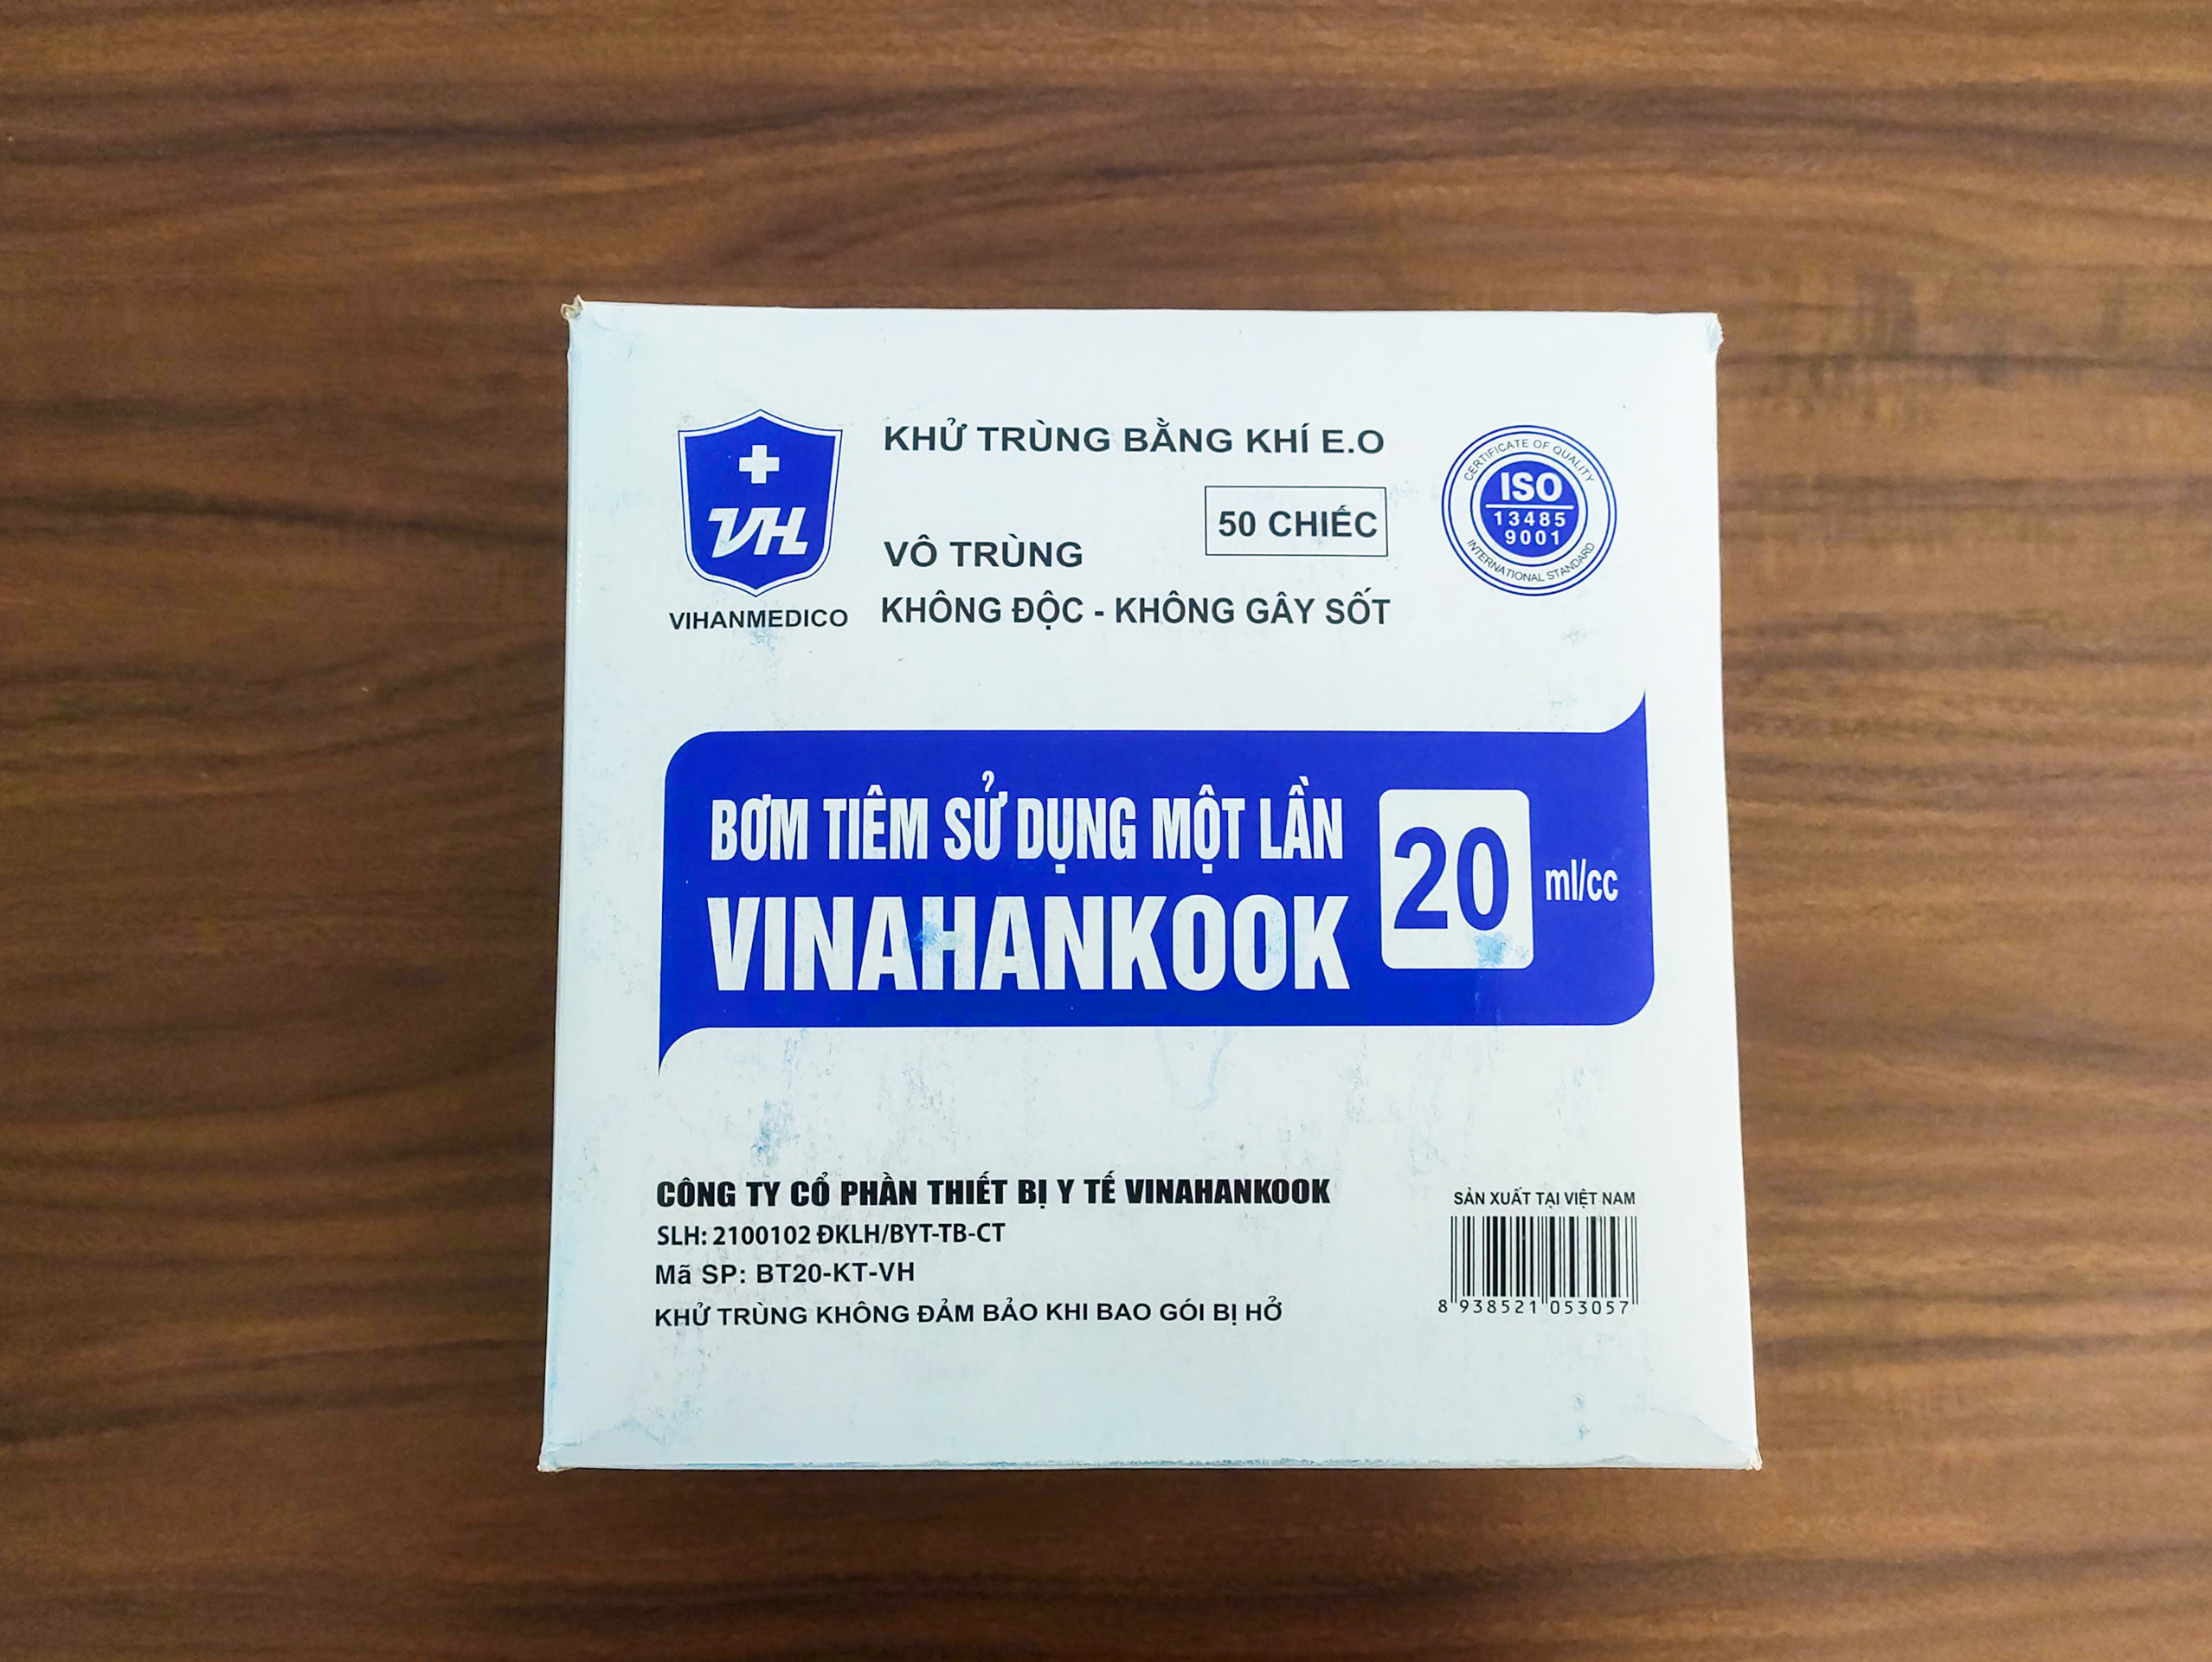 VH
VIHANMEDICO
KHỬ TRÙNG BẰNG KHÍ E.O
50 CHIẾC
VÔ TRÙNG
KHÔNG ĐỘC - KHÔNG GÂY SỐT
CERTIFICATE OF QUALITY
ISO
13485
9001
INTERNATIONAL STANDARD
BƠM TIÊM SỬ DỤNG MỘT LẦN
VINAHANKOOK
20 ml/cc
CÔNG TY CỔ PHẦN THIẾT BỊ Y TẾ VINAHANKOOK
SLH: 2100102 ĐKLH/BYT-TB-CT
Mã SP: BT20-KT-VH
KHỬ TRÙNG KHÔNG ĐẢM BẢO KHI BAO GÓI BỊ HỞ
SẢN XUẤT TẠI VIỆT NAM
8 938521 053057